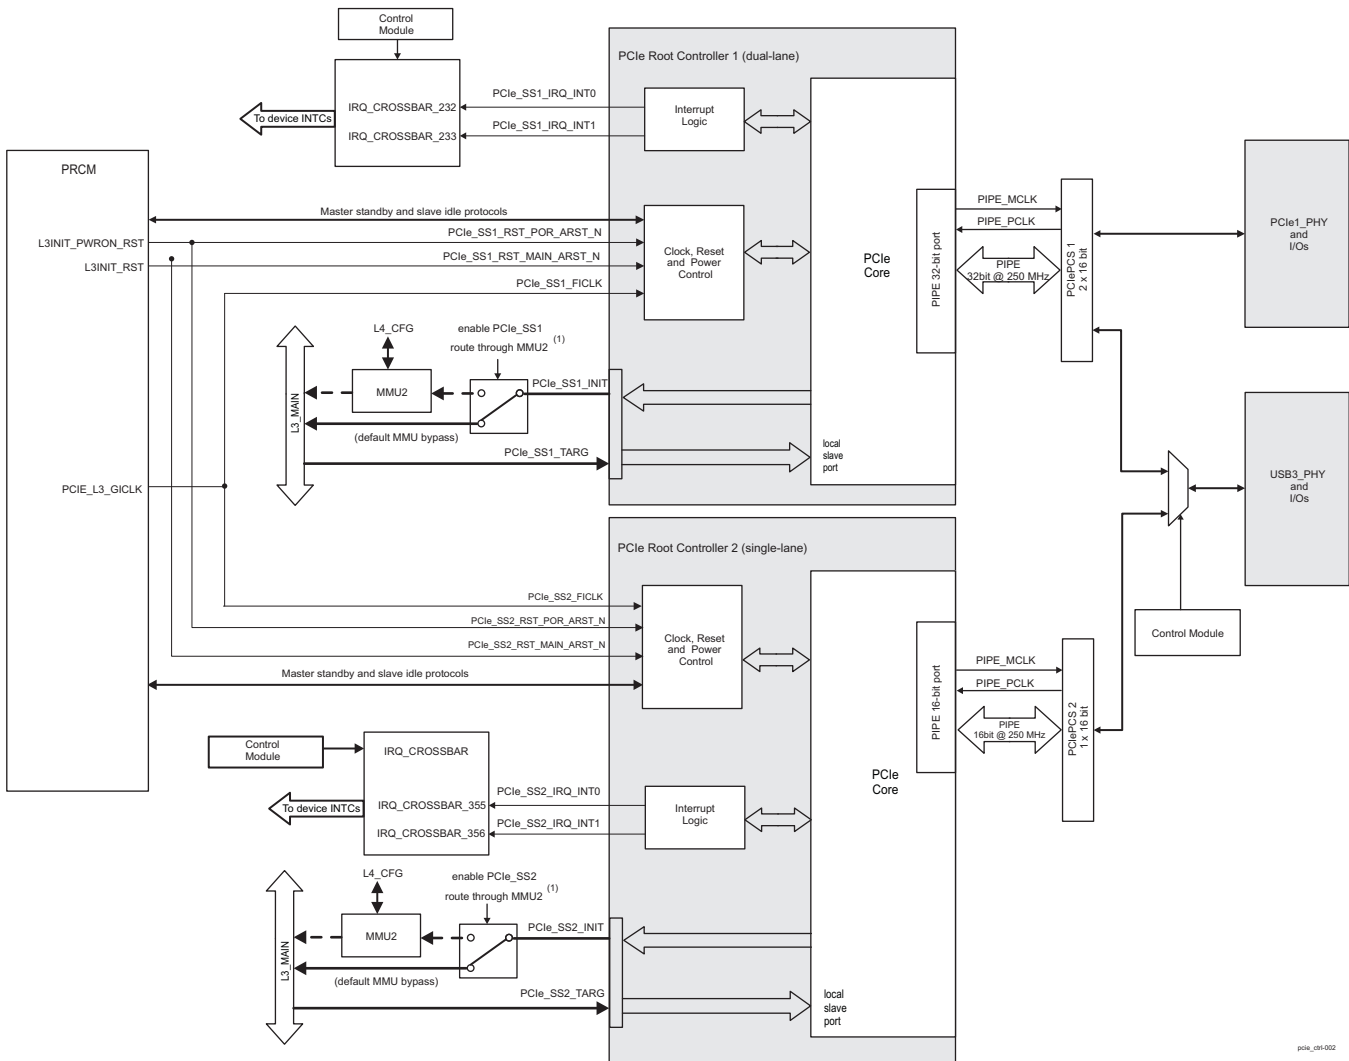 Control
Module
PCIe Root Controller 1 (dual-lane)
IRQ_CROSSBAR_232
IRQ_CROSSBAR_233
To device INTCs
PCIe_SS1_IRQ_INT0
PCIe_SS1_IRQ_INT1
Interrupt
Logic
PRCM
Master standby and slave idle protocols
L3INIT_PWRON_RST
PCIe_SS1_RST_POR_ARST_N
L3INIT_RST
PCIe_SS1_RST_MAIN_ARST_N
PCIe_SS1_FICLK
Clock, Reset
and Power
Control
PCIe
Core
PIPE 32-bit port
PIPE_MCLK
PIPE_PCLK
PIPE
32bit @ 250 MHz
PCIePCS 1
2 x 16 bit
PCIe1_PHY
and
I/Os
L4_CFG
enable PCIe_SS1
route through MMU2 (1)
MMU2
L3_MAIN
PCIe_SS1_INIT
(default MMU bypass)
PCIe_SS1_TARG
local
slave
port
PCIE_L3_GICLK
USB3_PHY
and
I/Os
Control Module
PCIe Root Controller 2 (single-lane)
PCIe_SS2_FICLK
PCIe_SS2_RST_POR_ARST_N
PCIe_SS2_RST_MAIN_ARST_N
Master standby and slave idle protocols
Clock, Reset
and Power
Control
PIPE 16-bit port
PIPE_MCLK
PIPE_PCLK
PIPE
16bit @ 250 MHz
PCIePCS 2
1 x 16 bit
PCIe
Core
Control
Module
IRQ_CROSSBAR
IRQ_CROSSBAR_355
IRQ_CROSSBAR_356
To device INTCs
PCIe_SS2_IRQ_INT0
PCIe_SS2_IRQ_INT1
Interrupt
Logic
L4_CFG
enable PCIe_SS2
route through MMU2 (1)
MMU2
L3_MAIN
PCIe_SS2_INIT
(default MMU bypass)
PCIe_SS2_TARG
local
slave
port
pcie_ctrl-002